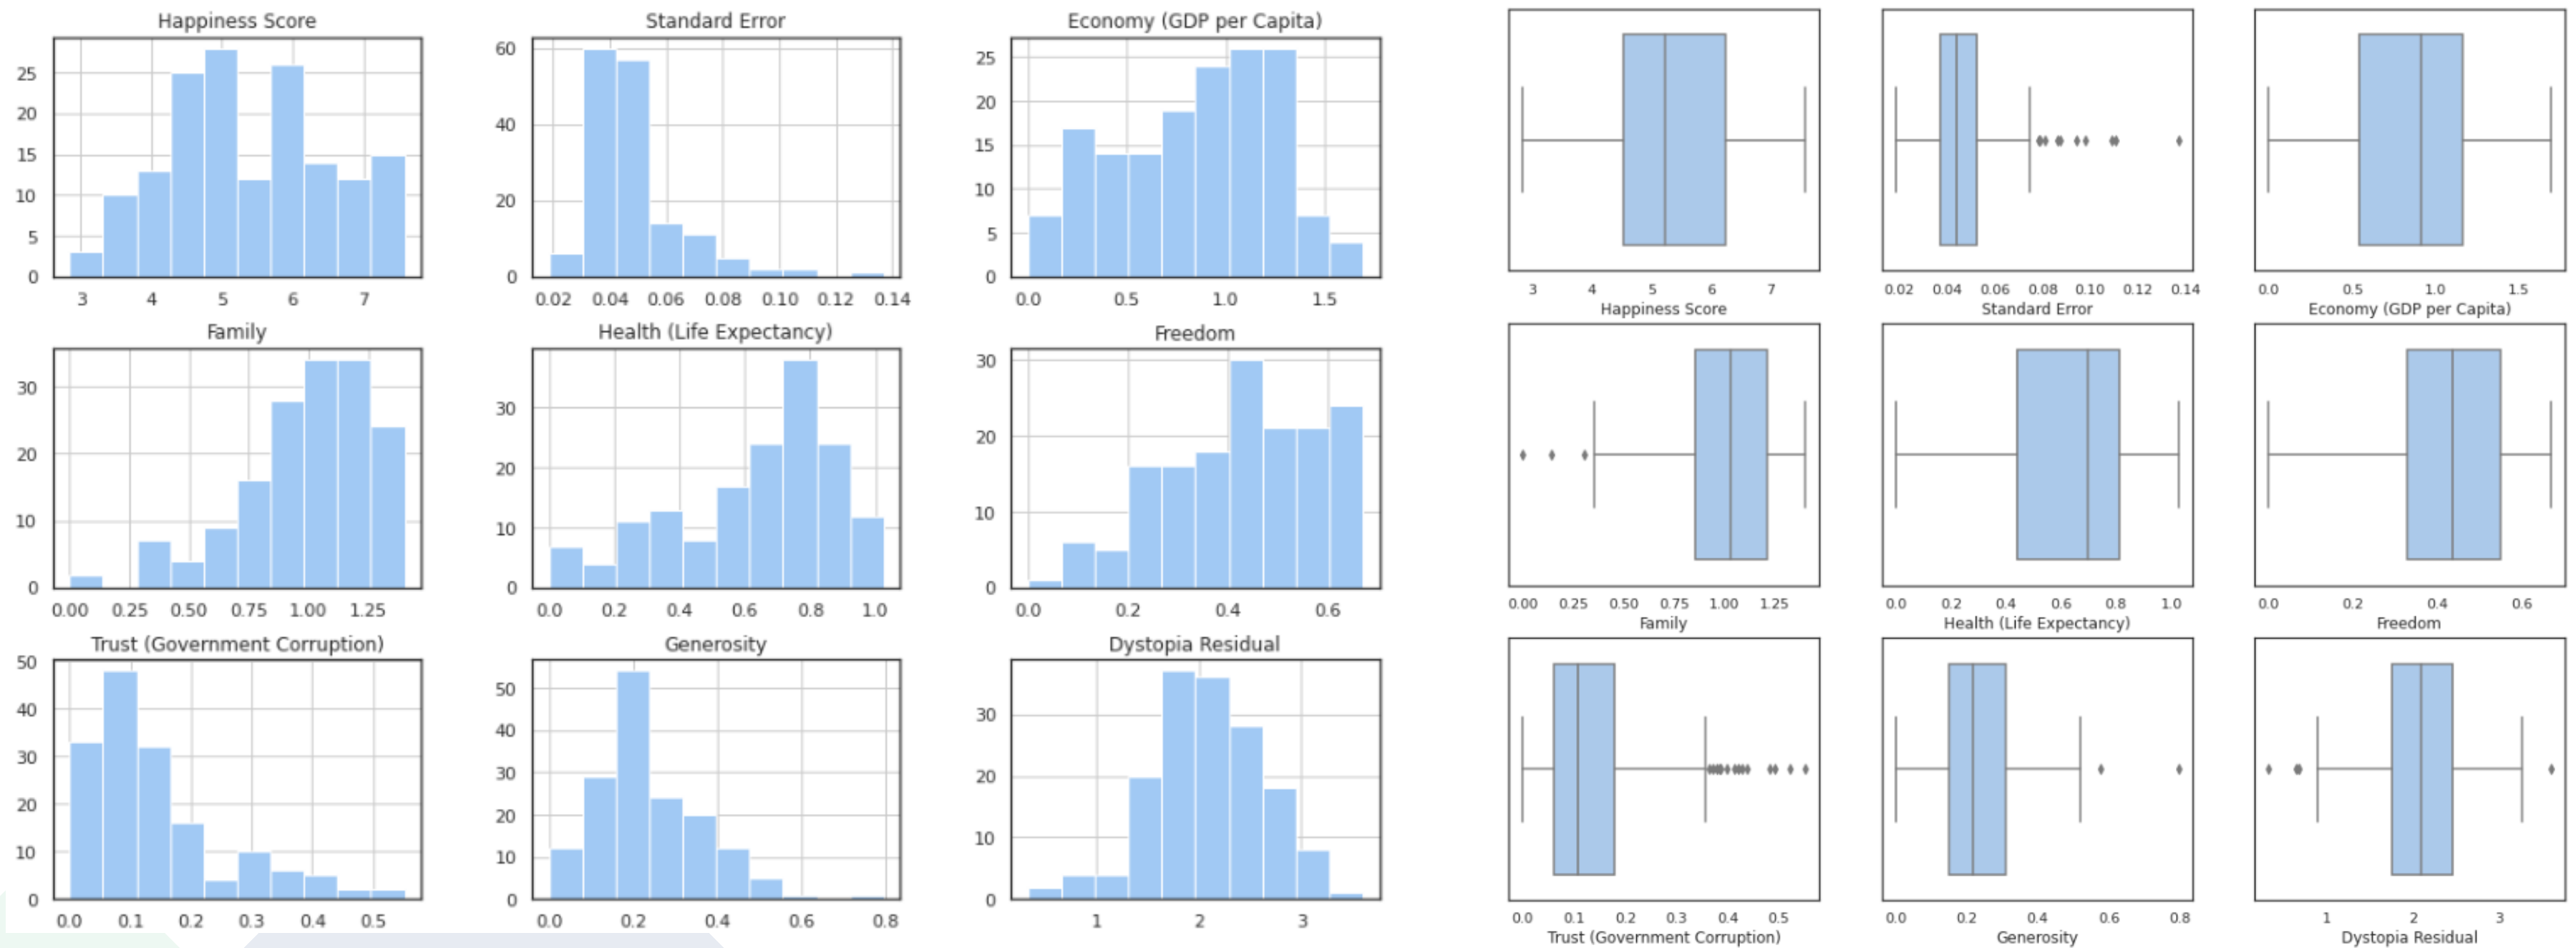 Happiness Score
25
20
15
10
5
0
3 4 5 6 7
Standard Error
60
40
20
0
0.02 0.04 0.06 0.08 0.10 0.12 0.14
Economy (GDP per Capita)
25
20
15
10
5
0
0.0 0.5 1.0 1.5
3 4 5 6 7
Happiness Score
0.02 0.04 0.06 0.08 0.10 0.12 0.14
Standard Error
0.0 0.5 1.0 1.5
Economy (GDP per Capita)
Family
30
20
10
0
0.00 0.25 0.50 0.75 1.00 1.25
Health (Life Expectancy)
30
20
10
0
0.0 0.2 0.4 0.6 0.8 1.0
Freedom
30
20
10
0
0.0 0.2 0.4 0.6
0.00 0.25 0.50 0.75 1.00 1.25
Family
0.0 0.2 0.4 0.6 0.8 1.0
Health (Life Expectancy)
0.0 0.2 0.4 0.6
Freedom
Trust (Government Corruption)
50
40
30
20
10
0
0.0 0.1 0.2 0.3 0.4 0.5
Generosity
50
40
30
20
10
0
0.0 0.2 0.4 0.6 0.8
Dystopia Residual
30
20
10
0
1 2 3
0.0 0.1 0.2 0.3 0.4 0.5
Trust (Government Corruption)
0.0 0.2 0.4 0.6 0.8
Generosity
1 2 3
Dystopia Residual